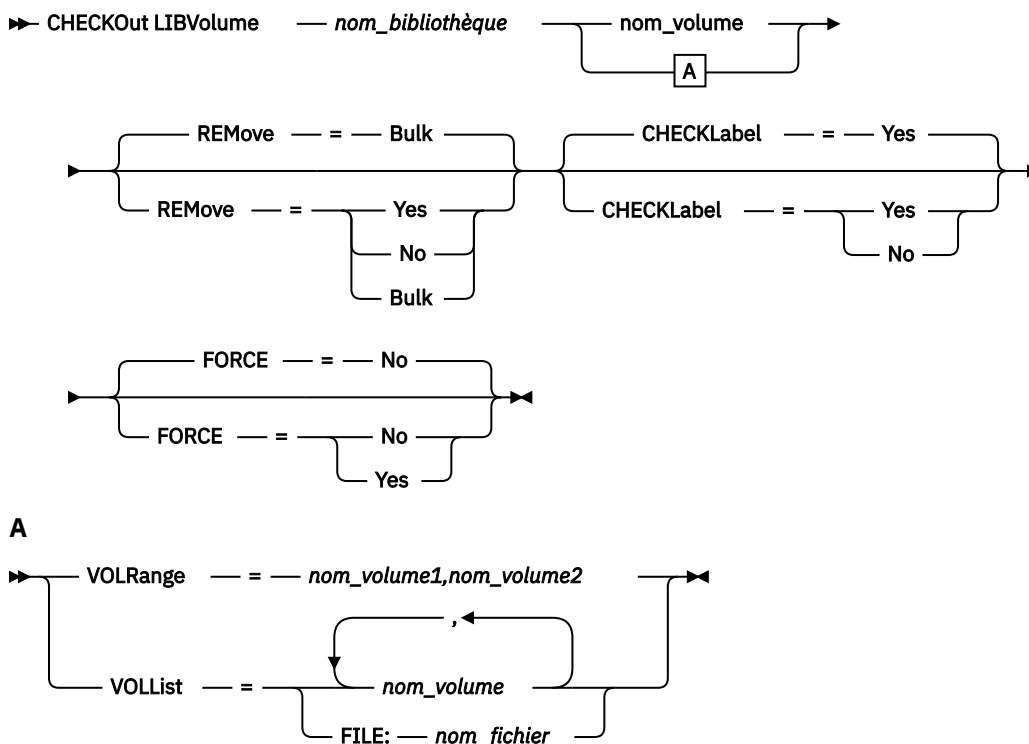 CHECKOut LIBVolume nom_bibliothèque nom_volume
A
REMove = Bulk CHECKLabel = Yes
REMove = Yes CHECKLabel = Yes
No No
Bulk
FORCE = No
FORCE = No
Yes
A
VOLRange = nom_volume1,nom_volume2
,
VOLList = nom_volume
FILE: nom_fichier